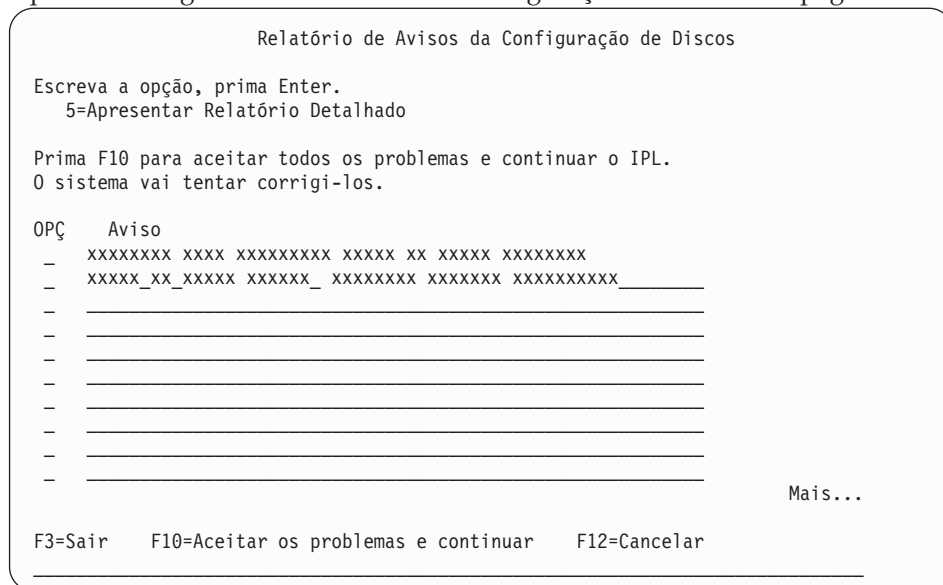 Relatório de Avisos da Configuração de Discos
Escreva a opção, prima Enter.
5=Apresentar Relatório Detalhado
Prima F10 para aceitar todos os problemas e continuar o IPL.
O sistema vai tentar corrigi-los.
OPÇ Aviso
_ xxxxxxxx xxxx xxxxxxxxx xxxxx xx xxxxx xxxxxxxx
_ xxxxx_xx_xxxxx xxxxxx_ xxxxxxxx xxxxxxx xxxxxxxxxx________
Mais...
F3=Sair F10=Aceitar os problemas e continuar F12=Cancelar